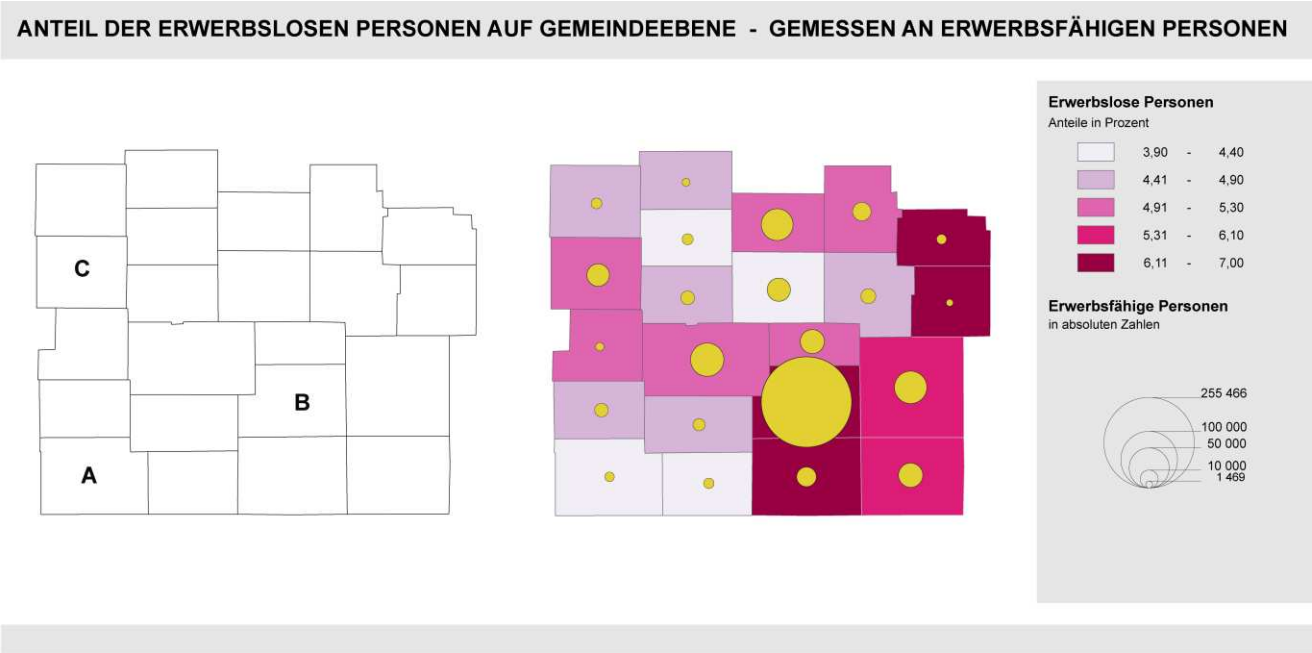 ANTEIL DER ERWERBSLOSEN PERSONEN AUF GEMEINDEEBENE - GEMESSEN AN ERWERBSFÄHIGEN PERSONEN
C
B
A
Erwerbslose Personen
Anteile in Prozent
3,90 - 4,40
4,41 - 4,90
4,91 - 5,30
5,31 - 6,10
6,11 - 7,00
Erwerbsfähige Personen
in absoluten Zahlen
255 466
100 000
50 000
10 000
1 469